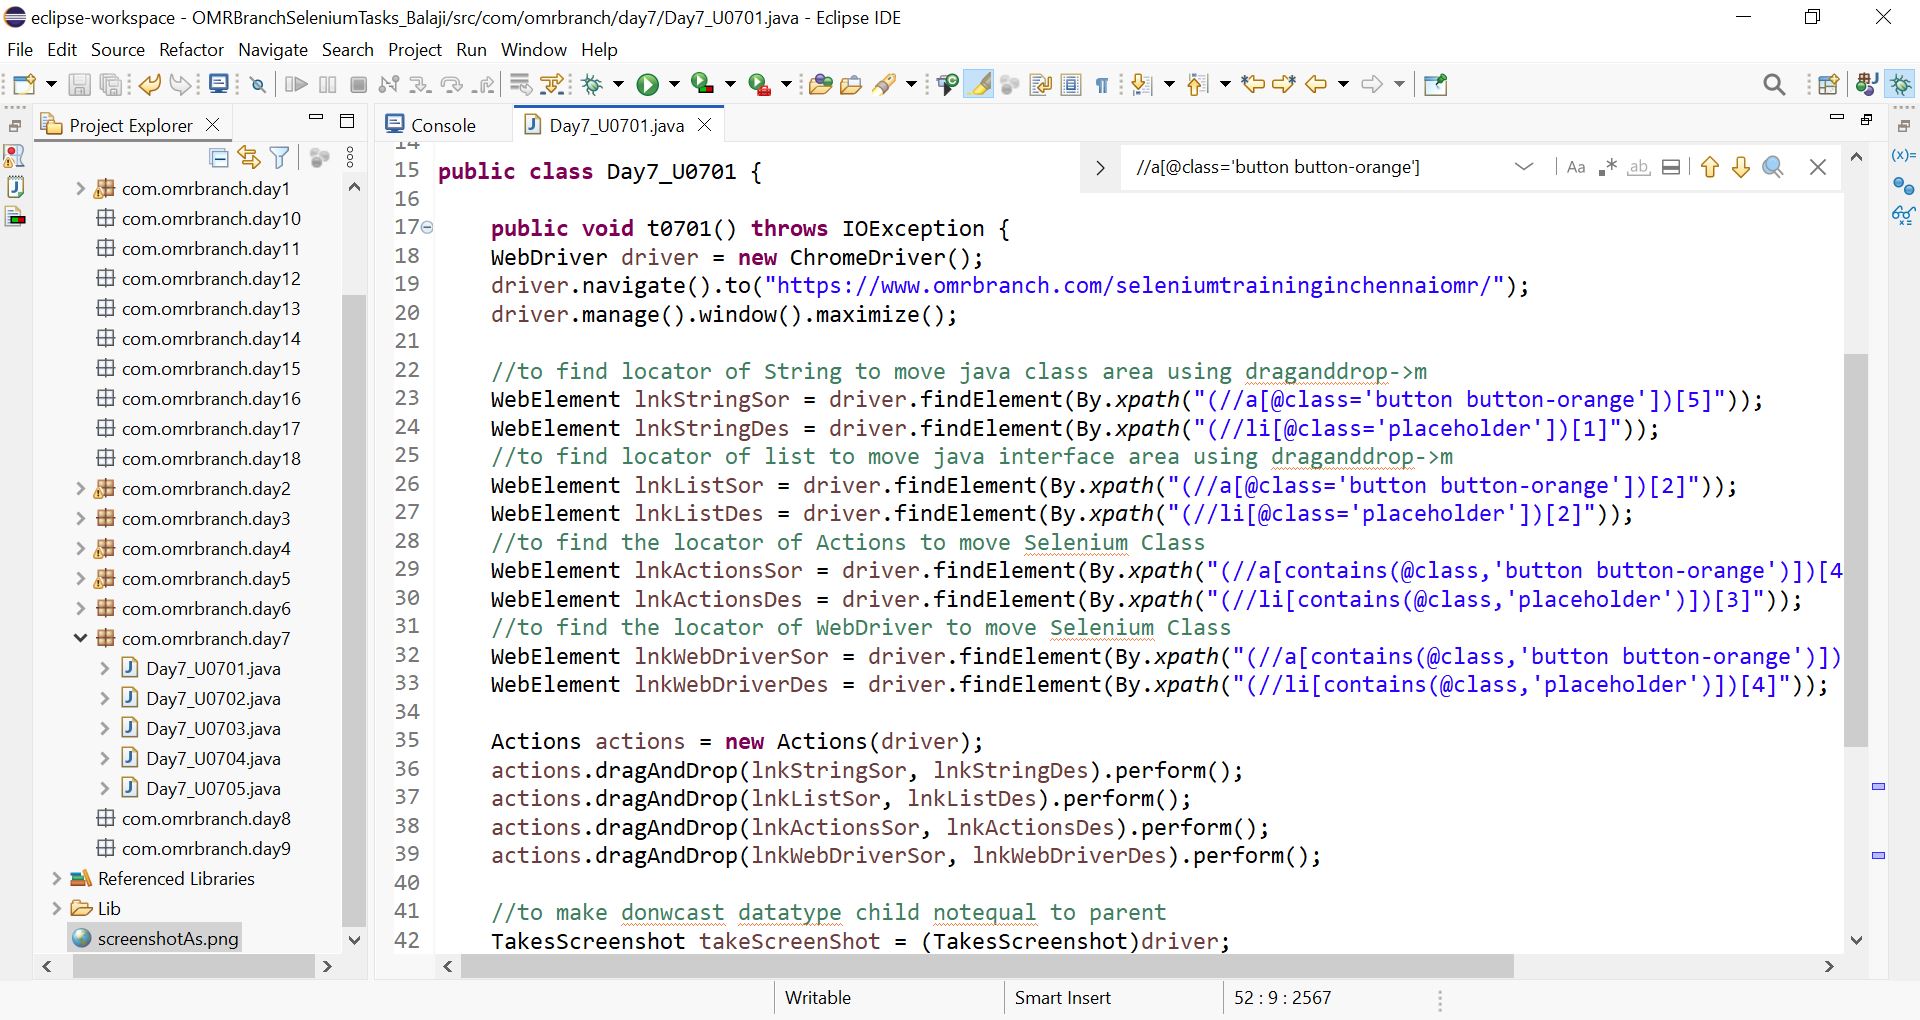 eclipse-workspace - OMRBranchSeleniumTasks_Balaji/src/com/omrbranch/day7/Day7_U0701.java - Eclipse IDE
File Edit Source Refactor Navigate Search Project Run Window Help
Project Explorer
com.omrbranch.day1
com.omrbranch.day10
com.omrbranch.day11
com.omrbranch.day12
com.omrbranch.day13
com.omrbranch.day14
com.omrbranch.day15
com.omrbranch.day16
com.omrbranch.day17
com.omrbranch.day18
com.omrbranch.day2
com.omrbranch.day3
com.omrbranch.day4
com.omrbranch.day5
com.omrbranch.day6
com.omrbranch.day7
Day7_U0701.java
Day7_U0702.java
Day7_U0703.java
Day7_U0704.java
Day7_U0705.java
com.omrbranch.day8
com.omrbranch.day9
Referenced Libraries
Lib
screenshotAs.png
Console
Day7_U0701.java
//a[@class='button button-orange']
Aa .* ab
14
15 public class Day7_U0701 {
16
17 public void t0701() throws IOException {
18 WebDriver driver = new ChromeDriver();
19 driver.navigate().to("https://www.omrbranch.com/seleniumtraininginchennaiomr/");
20 driver.manage().window().maximize();
21
22 //to find locator of String to move java class area using draganddrop->m
23 WebElement lnkStringSor = driver.findElement(By.xpath("(//a[@class='button button-orange'])[5]"));
24 WebElement lnkStringDes = driver.findElement(By.xpath("(//li[@class='placeholder'])[1]"));
25 //to find locator of list to move java interface area using draganddrop->m
26 WebElement lnkListSor = driver.findElement(By.xpath("(//a[@class='button button-orange'])[2]"));
27 WebElement lnkListDes = driver.findElement(By.xpath("(//li[@class='placeholder'])[2]"));
28 //to find the locator of Actions to move Selenium Class
29 WebElement lnkActionsSor = driver.findElement(By.xpath("(//a[contains(@class,'button button-orange')])[4
30 WebElement lnkActionsDes = driver.findElement(By.xpath("(//li[contains(@class,'placeholder')])[3]"));
31 //to find the locator of WebDriver to move Selenium Class
32 WebElement lnkWebDriverSor = driver.findElement(By.xpath("(//a[contains(@class,'button button-orange')])
33 WebElement lnkWebDriverDes = driver.findElement(By.xpath("(//li[contains(@class,'placeholder')])[4]"));
34
35 Actions actions = new Actions(driver);
36 actions.dragAndDrop(lnkStringSor, lnkStringDes).perform();
37 actions.dragAndDrop(lnkListSor, lnkListDes).perform();
38 actions.dragAndDrop(lnkActionsSor, lnkActionsDes).perform();
39 actions.dragAndDrop(lnkWebDriverSor, lnkWebDriverDes).perform();
40
41 //to make donwcast datatype child notequal to parent
42 TakesScreenshot takeScreenShot = (TakesScreenshot)driver;
(x)=
Writable
Smart Insert
52 : 9 : 2567